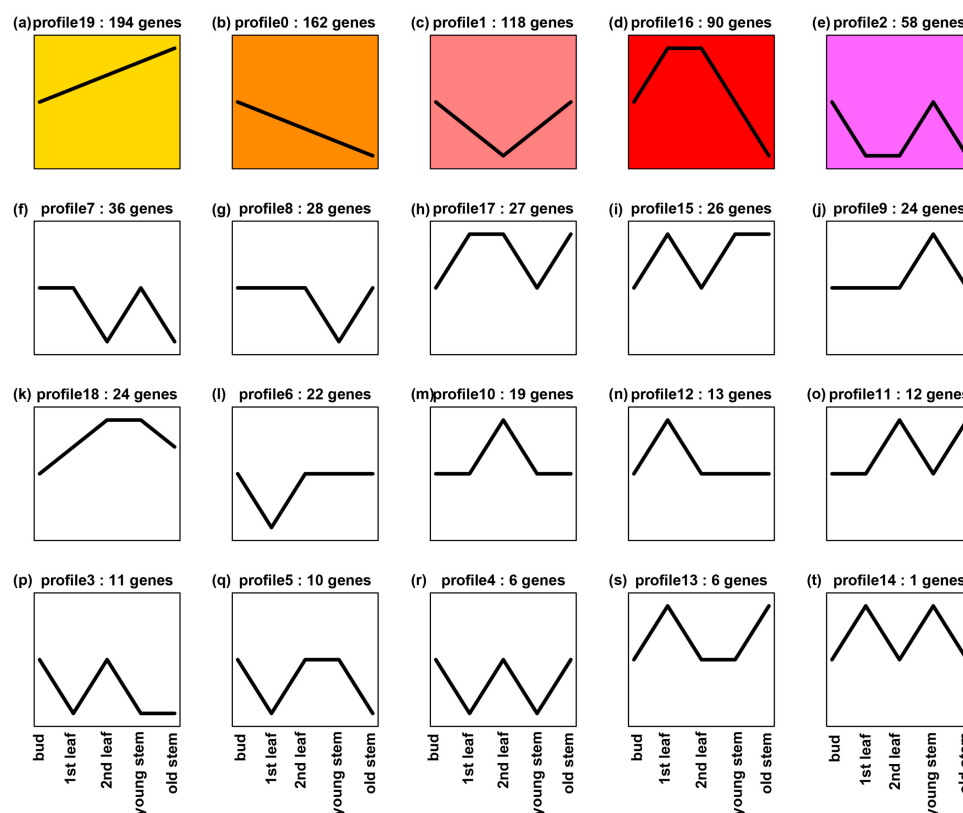 (a) profile19 : 194 genes
(b) profile0 : 162 genes
(c) profile1 : 118 genes
(d) profile16 : 90 genes
(e) profile2 : 58 genes
(f) profile7 : 36 genes
(g) profile8 : 28 genes
(h) profile17 : 27 genes
(i) profile15 : 26 genes
(j) profile9 : 24 genes
(k) profile18 : 24 genes
(l) profile6 : 22 genes
(m) profile10 : 19 genes
(n) profile12 : 13 genes
(o) profile11 : 12 genes
(p) profile3 : 11 genes
(q) profile5 : 10 genes
(r) profile4 : 6 genes
(s) profile13 : 6 genes
(t) profile14 : 1 genes
bud
1st leaf
2nd leaf
young stem
old stem
bud
1st leaf
2nd leaf
young stem
old stem
bud
1st leaf
2nd leaf
young stem
old stem
bud
1st leaf
2nd leaf
young stem
old stem
bud
1st leaf
2nd leaf
young stem
old stem